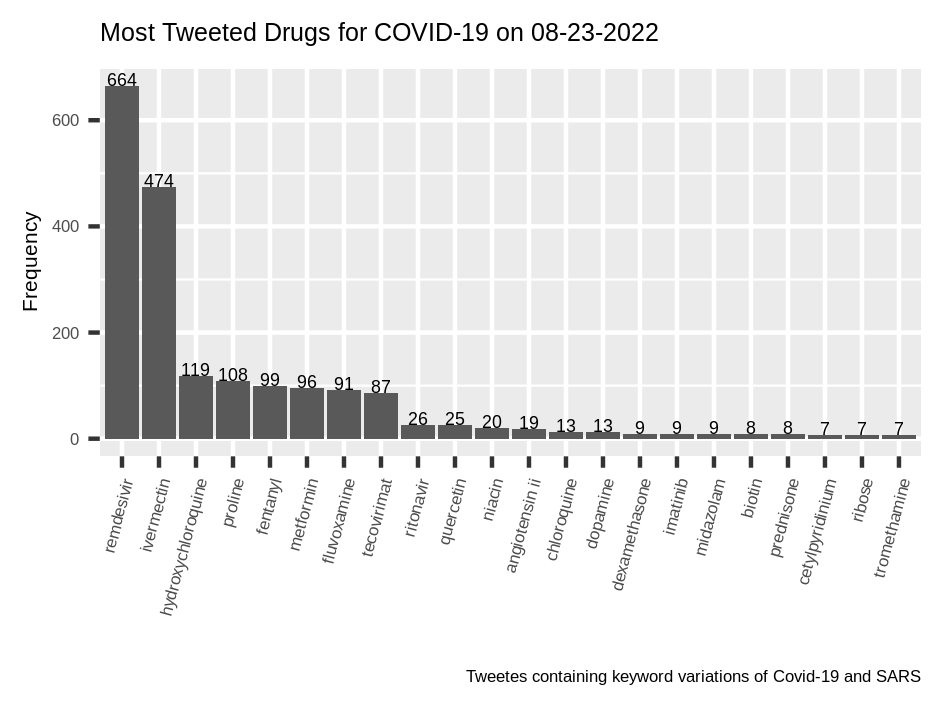 Most Tweeted Drugs for COVID-19 on 08-23-2022
Frequency
600
400
200
0
664
474
119
108
99
96
91
87
26
25
20
19
13
13
9
9
9
8
8
7
7
7
remdesivir
ivermectin
hydroxychloroquine
proline
fentanyl
metformin
fluvoxamine
tecovirimat
ritonavir
quercetin
niacin
angiotensin ii
chloroquine
dopamine
dexamethasone
imatinib
midazolam
biotin
prednisone
cetylpyridinium
ribose
tromethamine
Tweetes containing keyword variations of Covid-19 and SARS